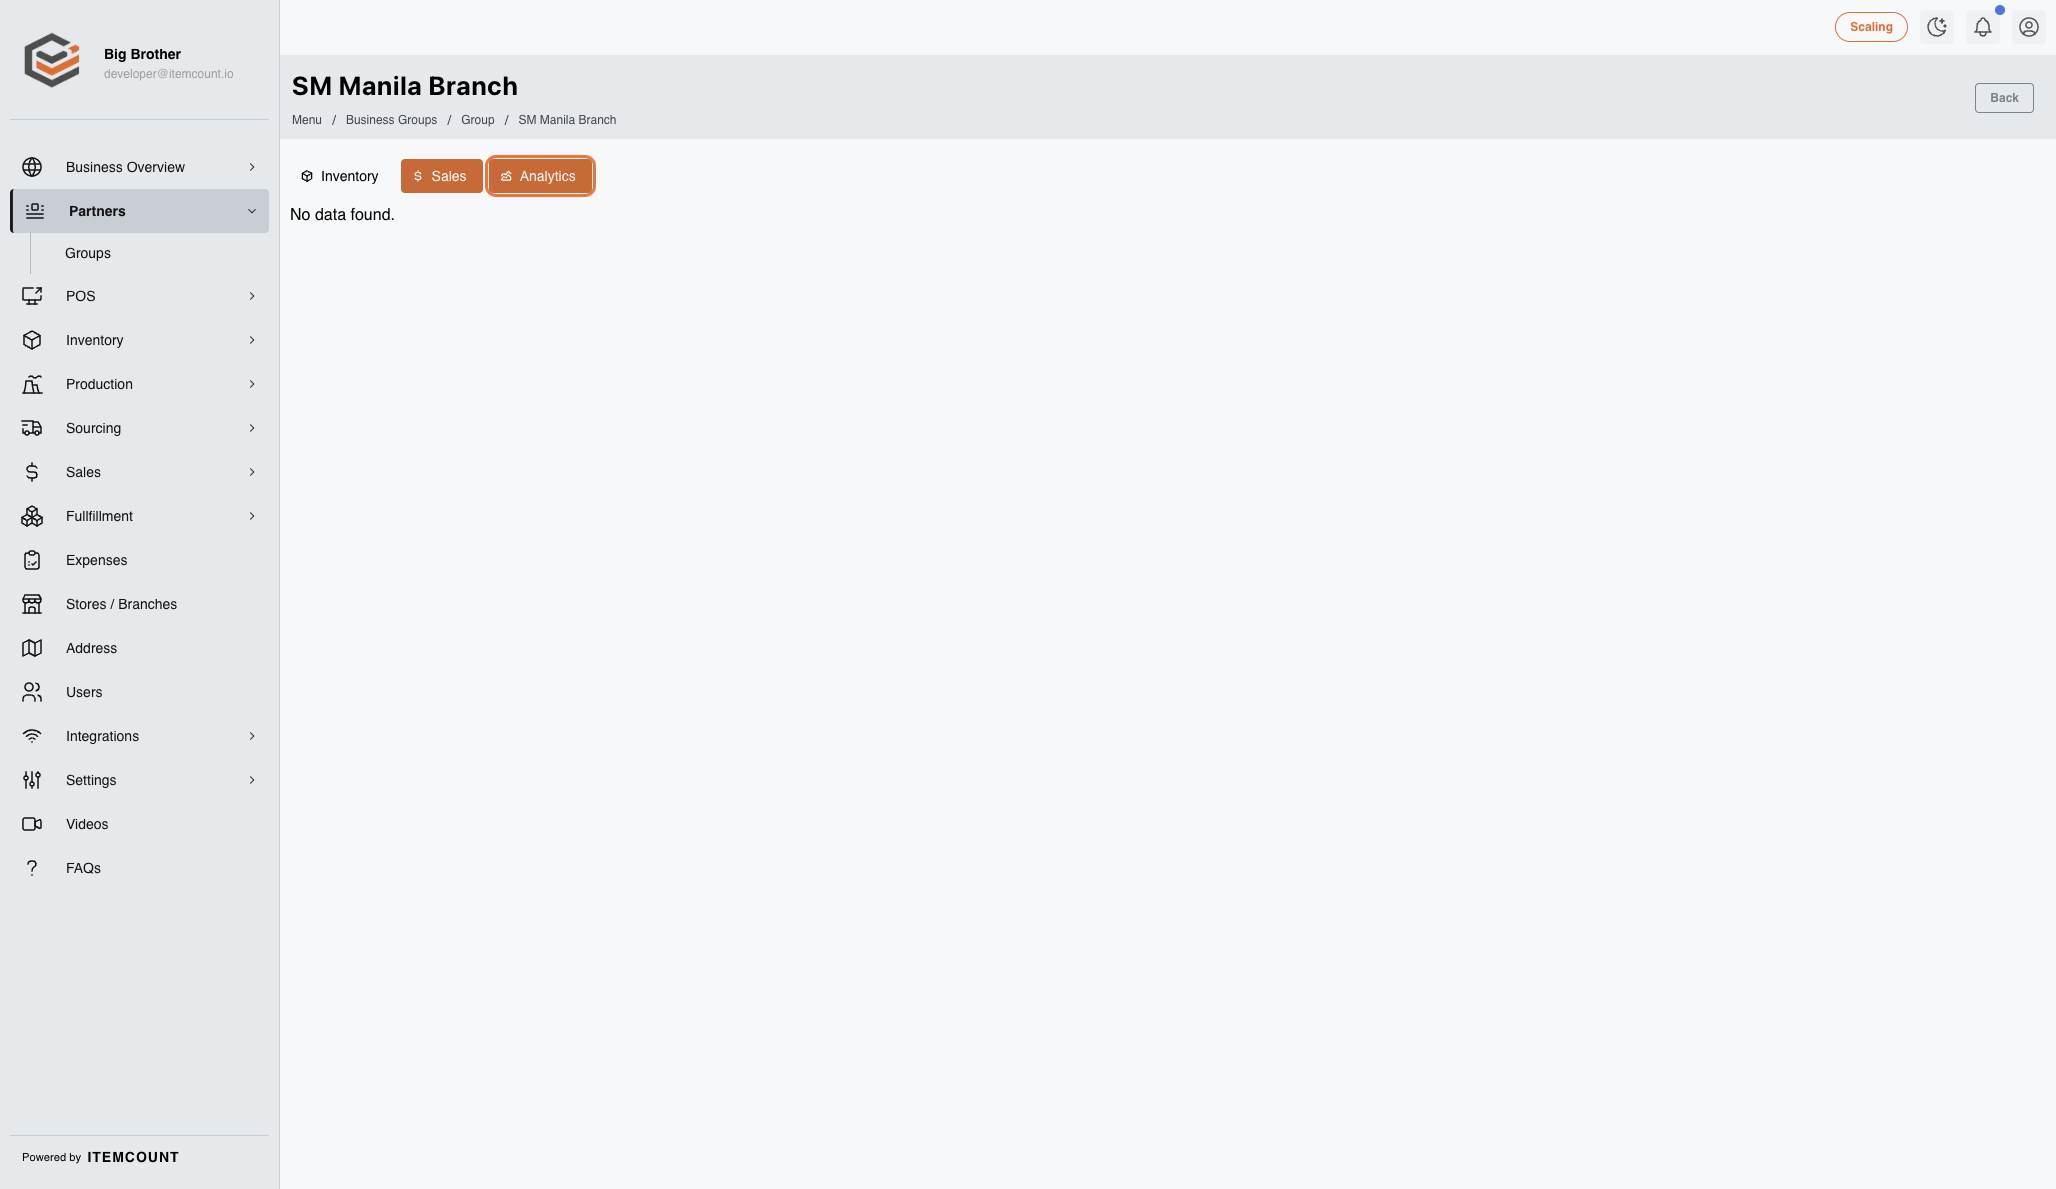 Big Brother
developer@itemcount.io
Business Overview
Partners
Groups
POS
Inventory
Production
Sourcing
Sales
Fullfillment
Expenses
Stores / Branches
Address
Users
Integrations
Settings
Videos
FAQs
Powered by ITEMCOUNT
Scaling
SM Manila Branch
Back
Menu / Business Groups / Group / SM Manila Branch
Inventory $ Sales Analytics
No data found.